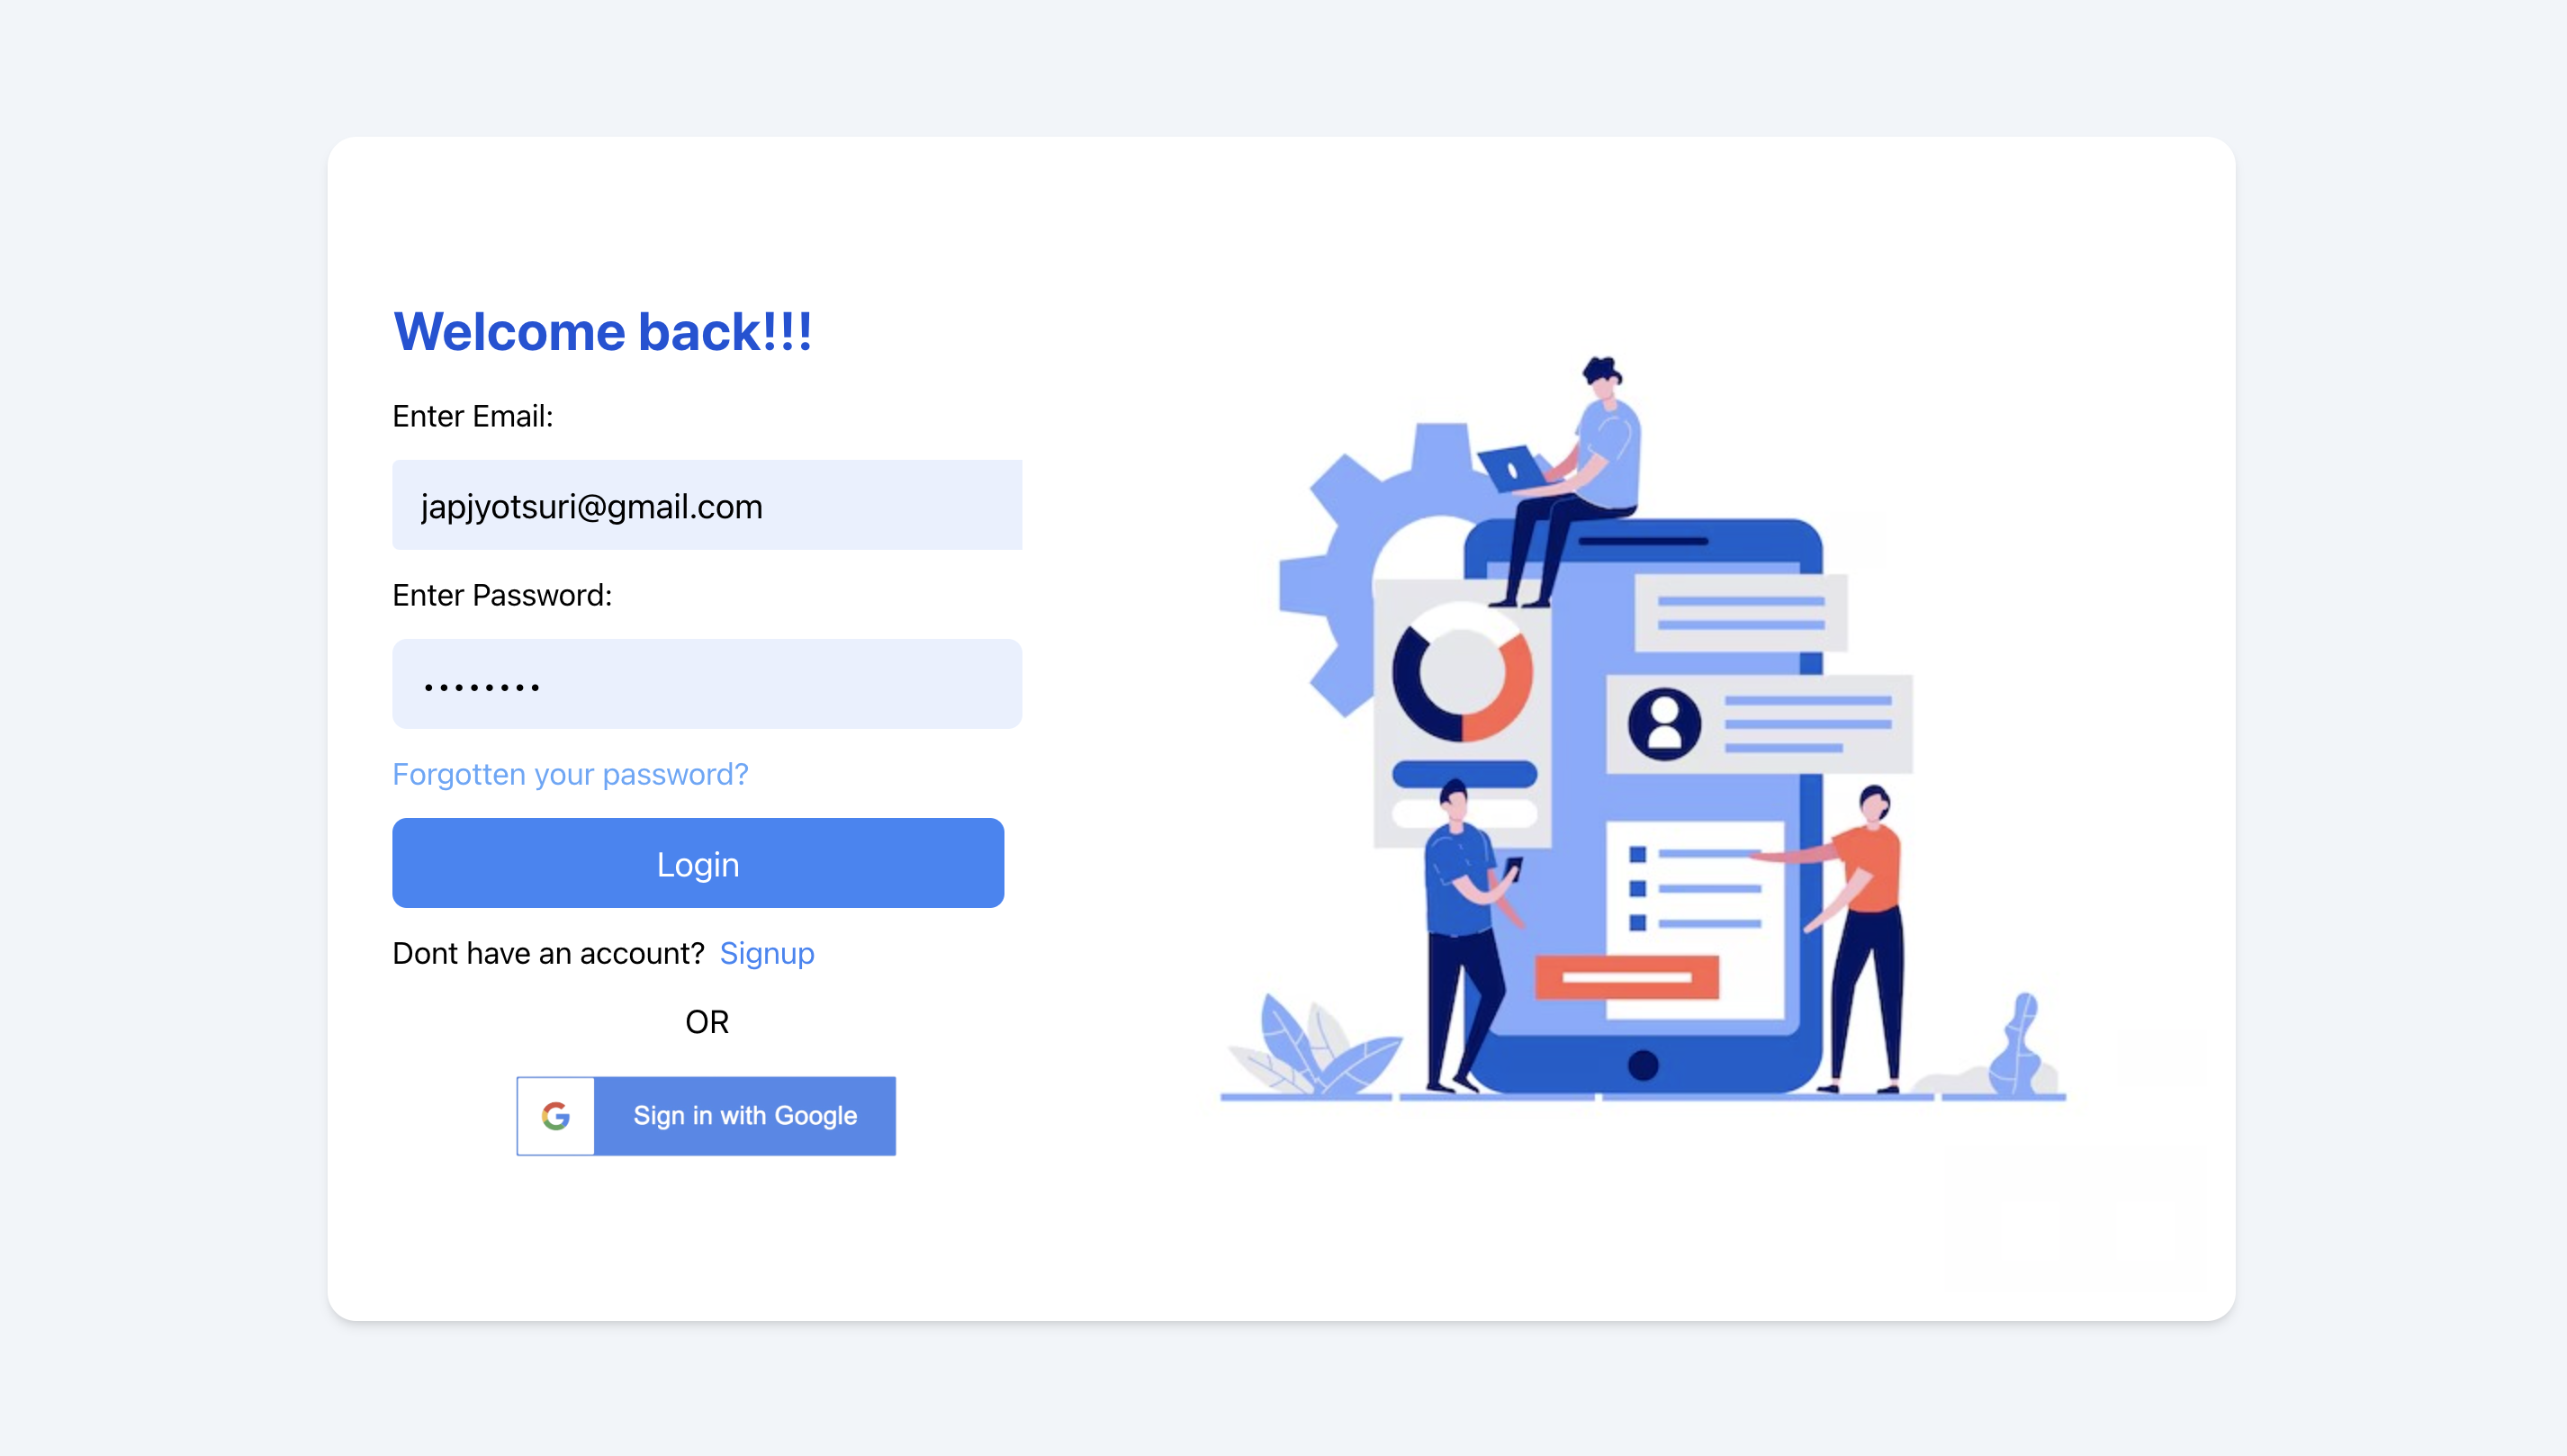 Welcome back!!!
Enter Email:
japjyotsuri@gmail.com
Enter Password:
••••••••
Forgotten your password?
Login
Dont have an account? Signup
OR
Sign in with Google